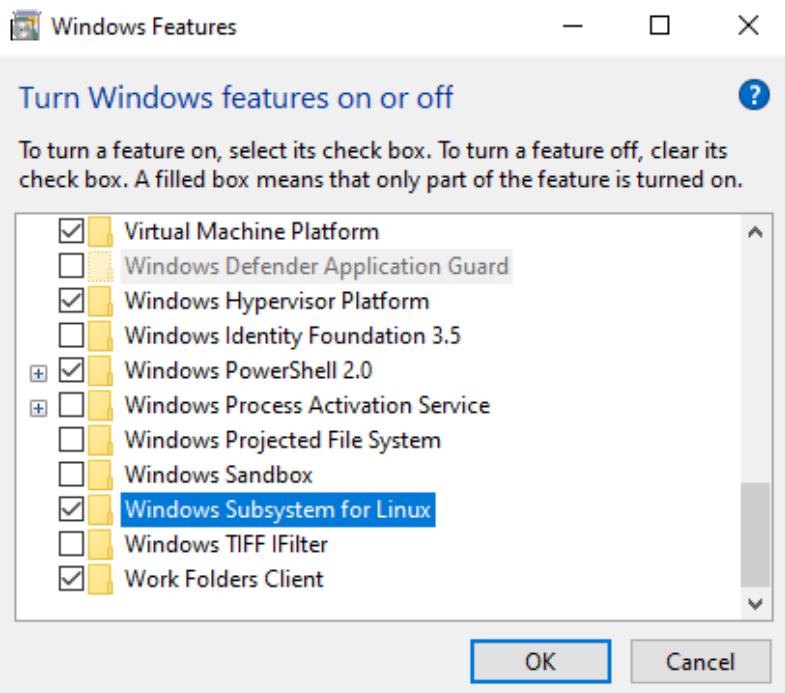 Windows Features
Turn Windows features on or off
To turn a feature on, select its check box. To turn a feature off, clear its
check box. A filled box means that only part of the feature is turned on.
Virtual Machine Platform
Windows Defender Application Guard
Windows Hypervisor Platform
Windows Identity Foundation 3.5
Windows PowerShell 2.0
Windows Process Activation Service
Windows Projected File System
Windows Sandbox
Windows Subsystem for Linux
Windows TIFF IFilter
Work Folders Client
OK Cancel